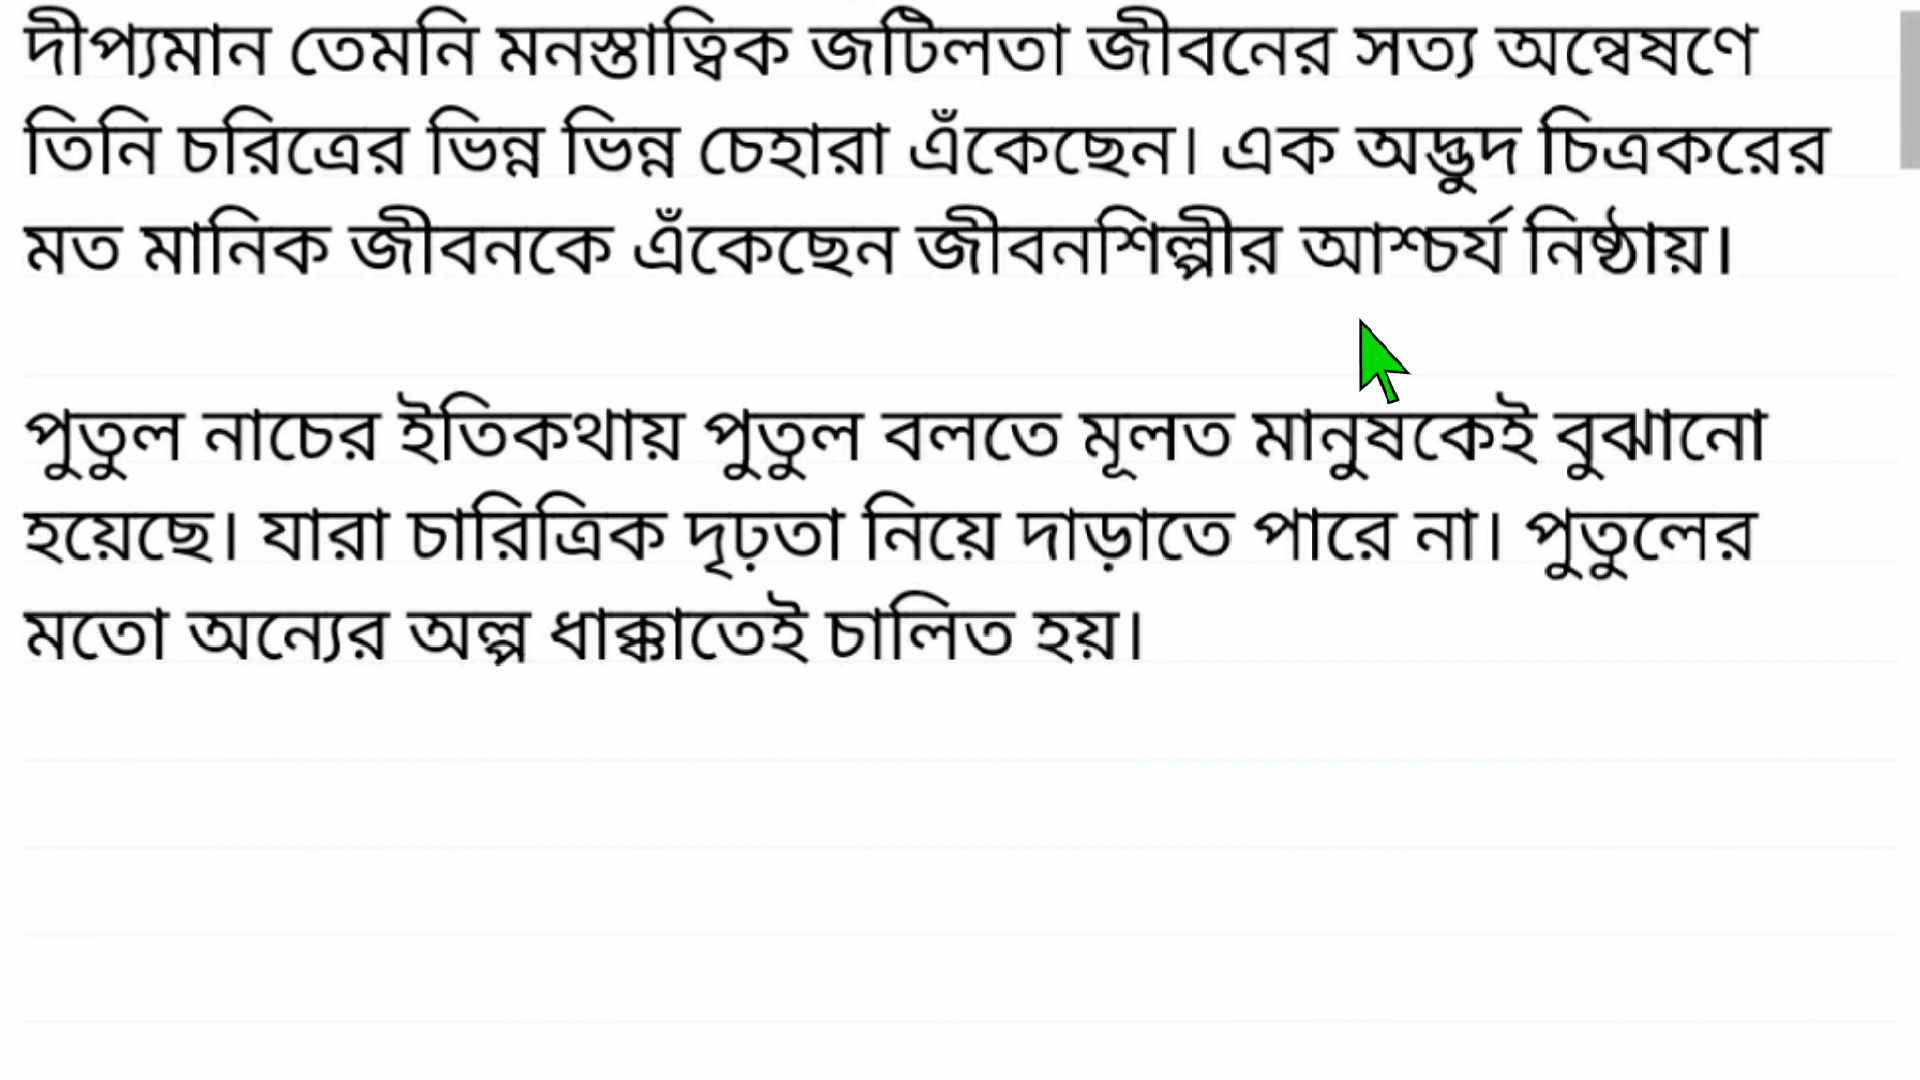 দীপ্যমান তেমনি মনস্তাত্বিক জটিলতা জীবনের সত্য অন্বেষণে
তিনি চরিত্রের ভিন্ন ভিন্ন চেহারা এঁকেছেন। এক অদ্ভুদ চিত্রকরের
মত মানিক জীবনকে এঁকেছেন জীবনশিল্পীর আশ্চর্য নিষ্ঠায়।
পুতুল নাচের ইতিকথায় পুতুল বলতে মূলত মানুষকেই বুঝানো
হয়েছে। যারা চারিত্রিক দৃঢ়তা নিয়ে দাড়াতে পারে না। পুতুলের
মতো অন্যের অল্প ধাক্কাতেই চালিত হয়।